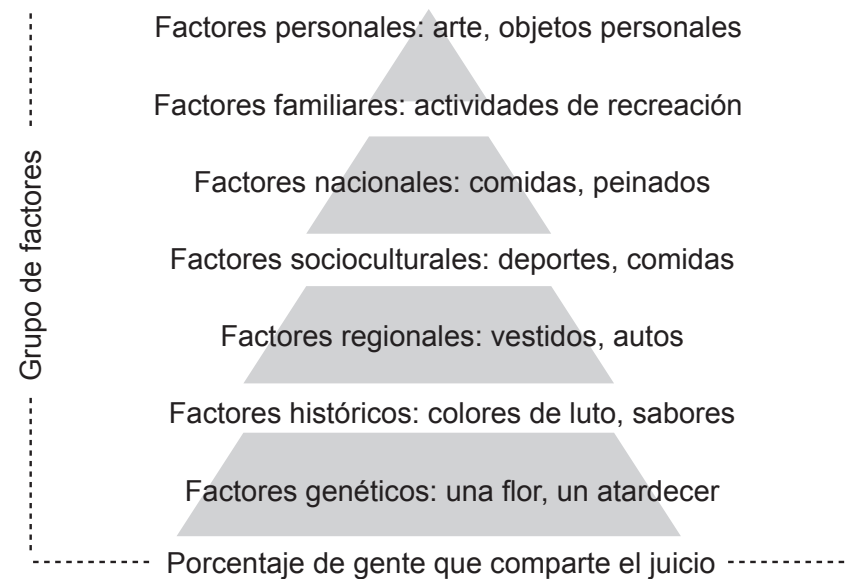 Factores personales: arte, objetos personales
Factores familiares: actividades de recreación
Factores nacionales: comidas, peinados
Factores socioculturales: deportes, comidas
Factores regionales: vestidos, autos
Factores históricos: colores de luto, sabores
Factores genéticos: una flor, un atardecer
Grupo de factores
Porcentaje de gente que comparte el juicio